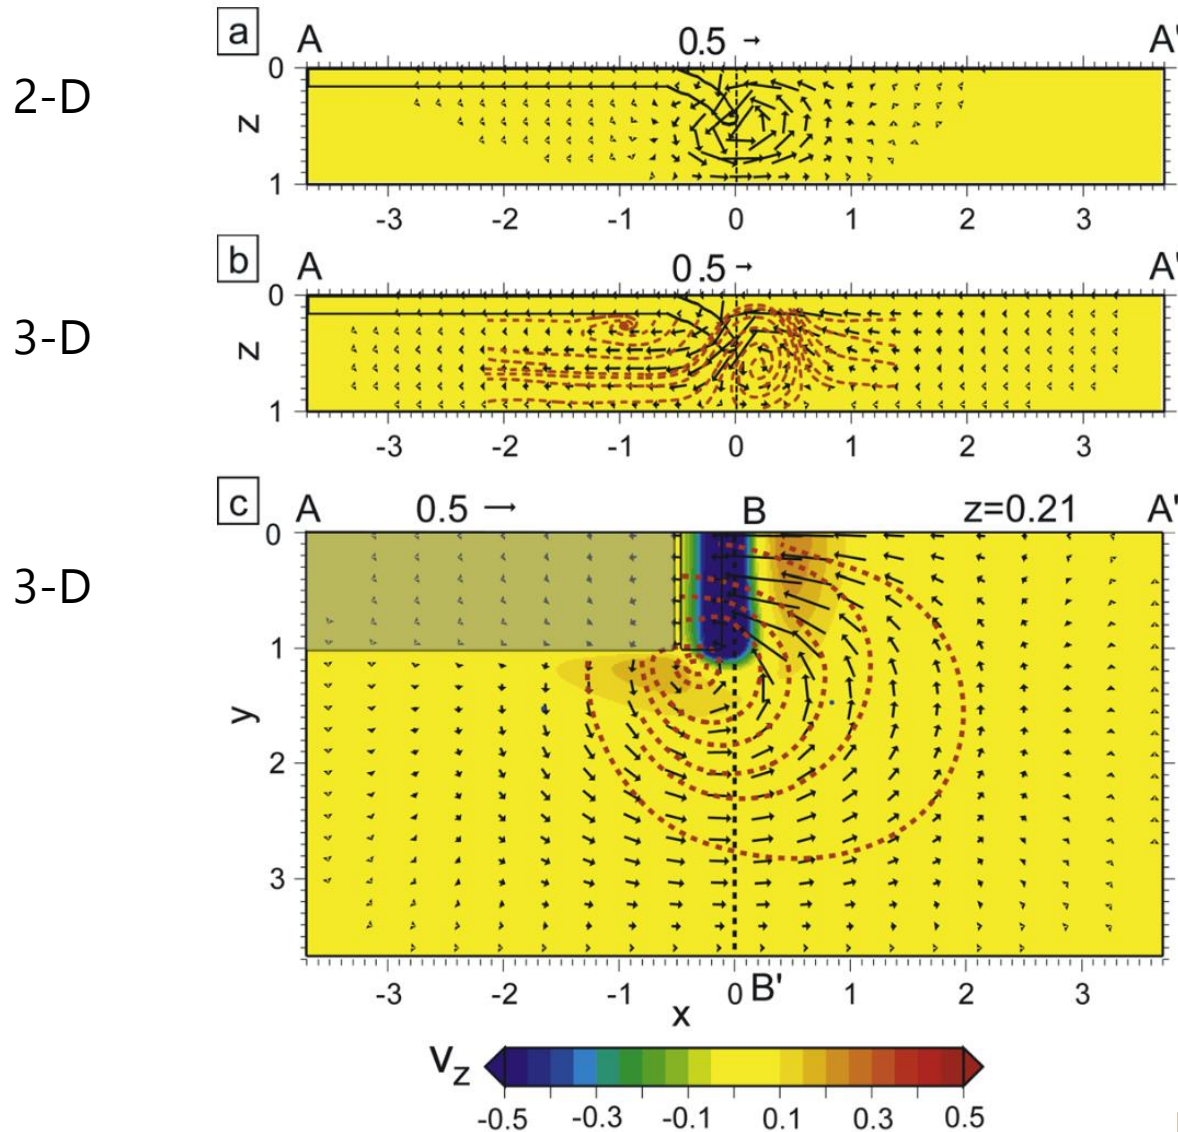 2-D
a A 0.5 A'
0
z
1
-3 -2 -1 0 1 2 3
3-D
b A 0.5 A'
0
z
1
-3 -2 -1 0 1 2 3
3-D
c A 0.5 B z=0.21 A'
0
1
y
2
3
-3 -2 -1 0 B' 1 2 3
x
Vz
-0.5 -0.3 -0.1 0.1 0.3 0.5